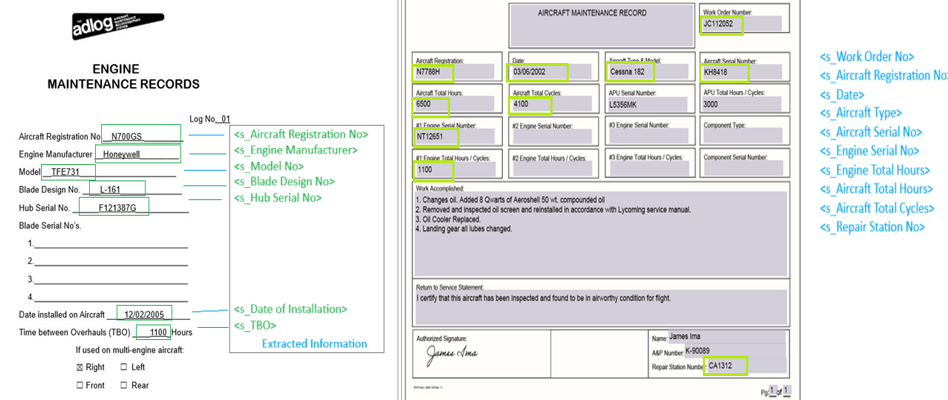 THE
adlog
AIRCRAFT
MAINTENANCE
RECORDKEEPING
SYSTEM
ENGINE
MAINTENANCE RECORDS
Log No. 01
Aircraft Registration No. N700GS <s_Aircraft Registration No>
Engine Manufacturer Honeywell <s_Engine Manufacturer>
Model TFE731 <s_Model No>
Blade Design No. L-161 <s_Blade Design No>
Hub Serial No. F121387G <s_Hub Serial No>
Blade Serial No's.
1.
2.
3.
4.
Date installed on Aircraft 12/02/2005 <s_Date of Installation>
Time between Overhauls (TBO) 1100 Hours <s_TBO>
Extracted Information
If used on multi-engine aircraft:
☒ Right ☐ Left
☐ Front ☐ Rear
AIRCRAFT MAINTENANCE RECORD
Work Order Number:
JC112052
Aircraft Registration: Date: Aircraft Type & Model: Aircraft Serial Number:
N7788H 03/06/2002 Cessna 182 KH8418
Aircraft Total Hours: Aircraft Total Cycles: APU Serial Number: APU Total Hours / Cycles:
6500 4100 L5356MK 3000
#1 Engine Serial Number: #2 Engine Serial Number: #3 Engine Serial Number: Component Type:
NT12651
#1 Engine Total Hours / Cycles: #2 Engine Total Hours / Cycles: #3 Engine Total Hours / Cycles: Component Serial Number:
1100
Work Accomplished:
1. Changes oil. Added 8 Qwarts of Aeroshell 50 wt. compounded oil
2. Removed and inspected oil screen and reinstalled in accordance with Lycoming service manual.
3. Oil Cooler Replaced.
4. Landing gear all lubes changed.
Return to Service Statement:
I certify that this aircraft has been inspected and found to be in airworthy condition for flight.
Authorized Signature:
James Ima
Name: James Ima
A&P Number: K-90089
Repair Station Number: CA1312
Pg: 1 of 1
<s_Work Order No>
<s_Aircraft Registration No>
<s_Date>
<s_Aircraft Type>
<s_Aircraft Serial No>
<s_Engine Serial No>
<s_Engine Total Hours>
<s_Aircraft Total Hours>
<s_Aircraft Total Cycles>
<s_Repair Station No>